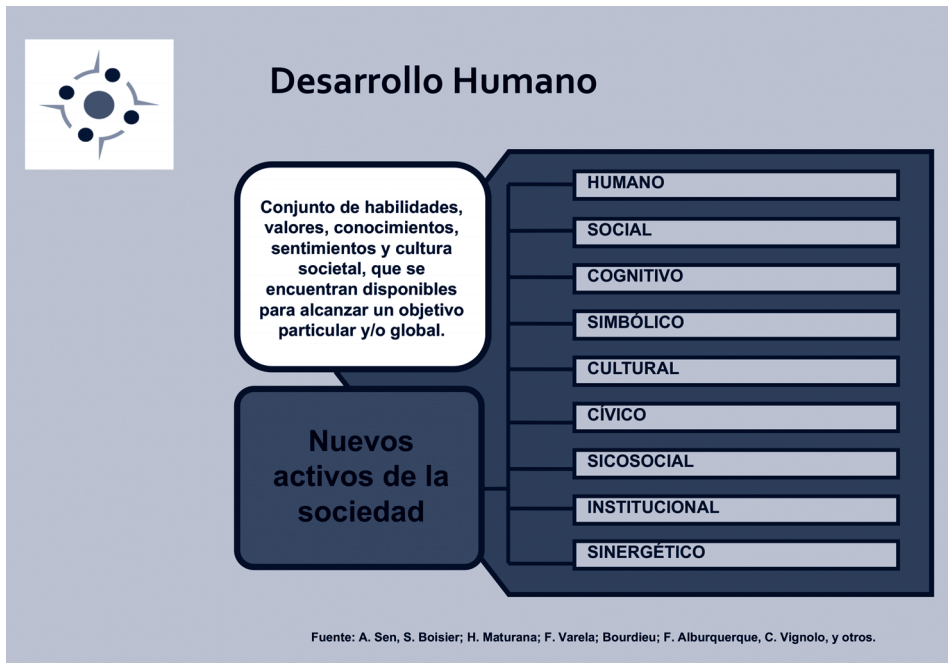 Desarrollo Humano
Conjunto de habilidades,
valores, conocimientos,
sentimientos y cultura
societal, que se
encuentran disponibles
para alcanzar un objetivo
particular y/o global.
Nuevos
activos de la
sociedad
HUMANO
SOCIAL
COGNITIVO
SIMBÓLICO
CULTURAL
CÍVICO
SICOSOCIAL
INSTITUCIONAL
SINERGÉTICO
Fuente: A. Sen, S. Boisier; H. Maturana; F. Varela; Bourdieu; F. Alburquerque, C. Vignolo, y otros.